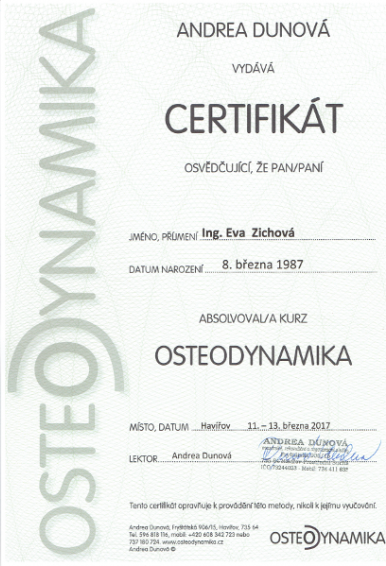 OSTEODYNAMIKA
ANDREA DUNOVÁ
VYDÁVÁ
CERTIFIKÁT
OSVĚDČUJÍCÍ, ŽE PAN/PANÍ
JMÉNO, PŘÍJMENÍ Ing. Eva Zichová
DATUM NAROZENÍ 8. března 1987
ABSOLVOVAL/A KURZ
OSTEODYNAMIKA
MÍSTO, DATUM Havířov 11. – 13. března 2017
ANDREA DUNOVÁ
LEKTOR Andrea Dunová
Tento certifikát opravňuje k provádění této metody, nikoli k jejímu vyučování.
Andrea Dunová, Fryštátská 906/15, Havířov, 735 64
Tel. 596 818 116, mobil: +420 608 342 723 nebo
737 180 724. www.osteodynamika.cz
Andrea Dunová ©
OSTEODYNAMIKA